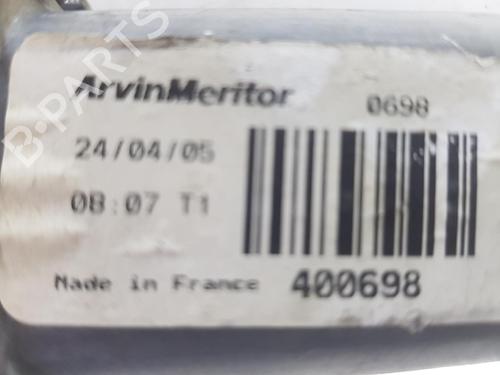 ArvinMeritor 0698
24/04/05
08:07 T1
Made in France 400698
B-PARTS